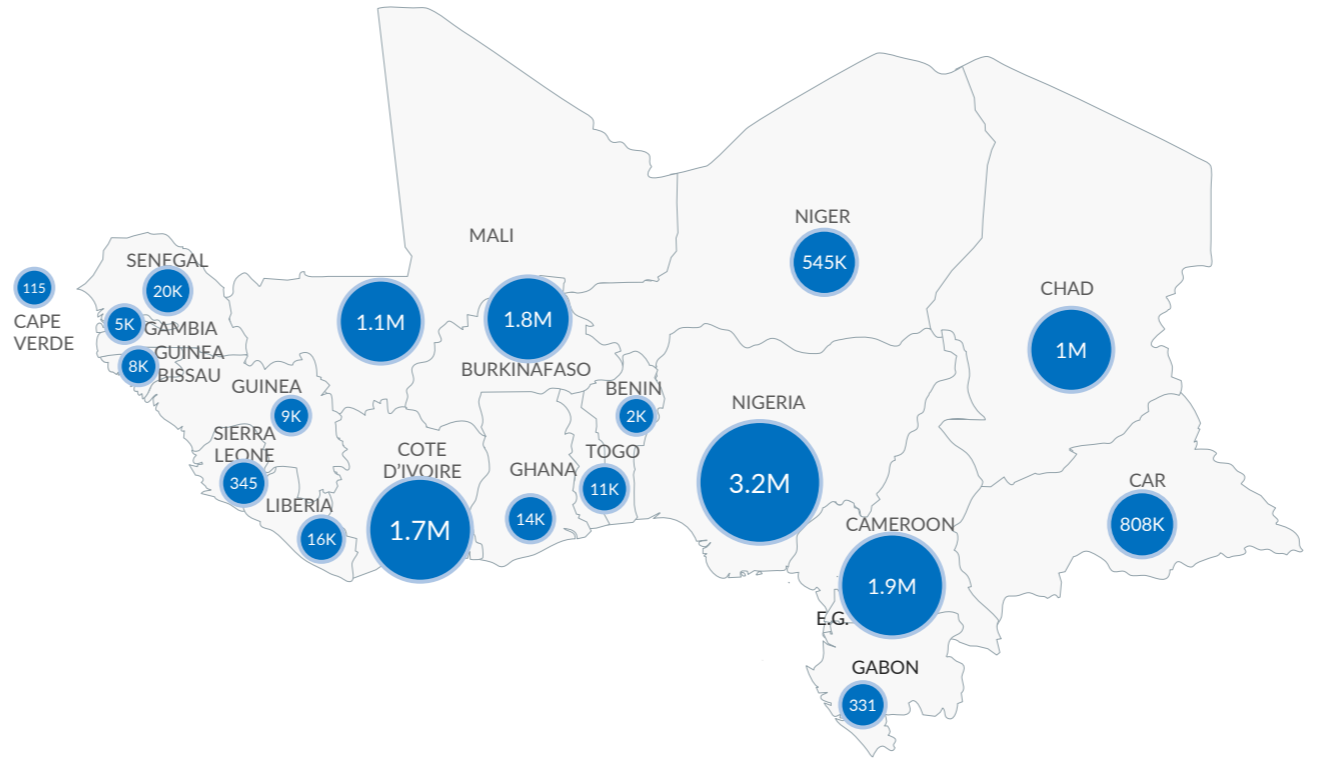 MALI
NIGER
545K
SENEGAL
20K
115
CAPE
VERDE
5K
GAMBIA
GUINEA
BISSAU
8K
1.1M
1.8M
BURKINAFASO
CHAD
1M
GUINEA
9K
BENIN
2K
NIGERIA
3.2M
SIERRA
LEONE
345
LIBERIA
16K
COTE
D'IVOIRE
1.7M
GHANA
14K
TOGO
11K
CAR
808K
CAMEROON
1.9M
E.G.
GABON
331